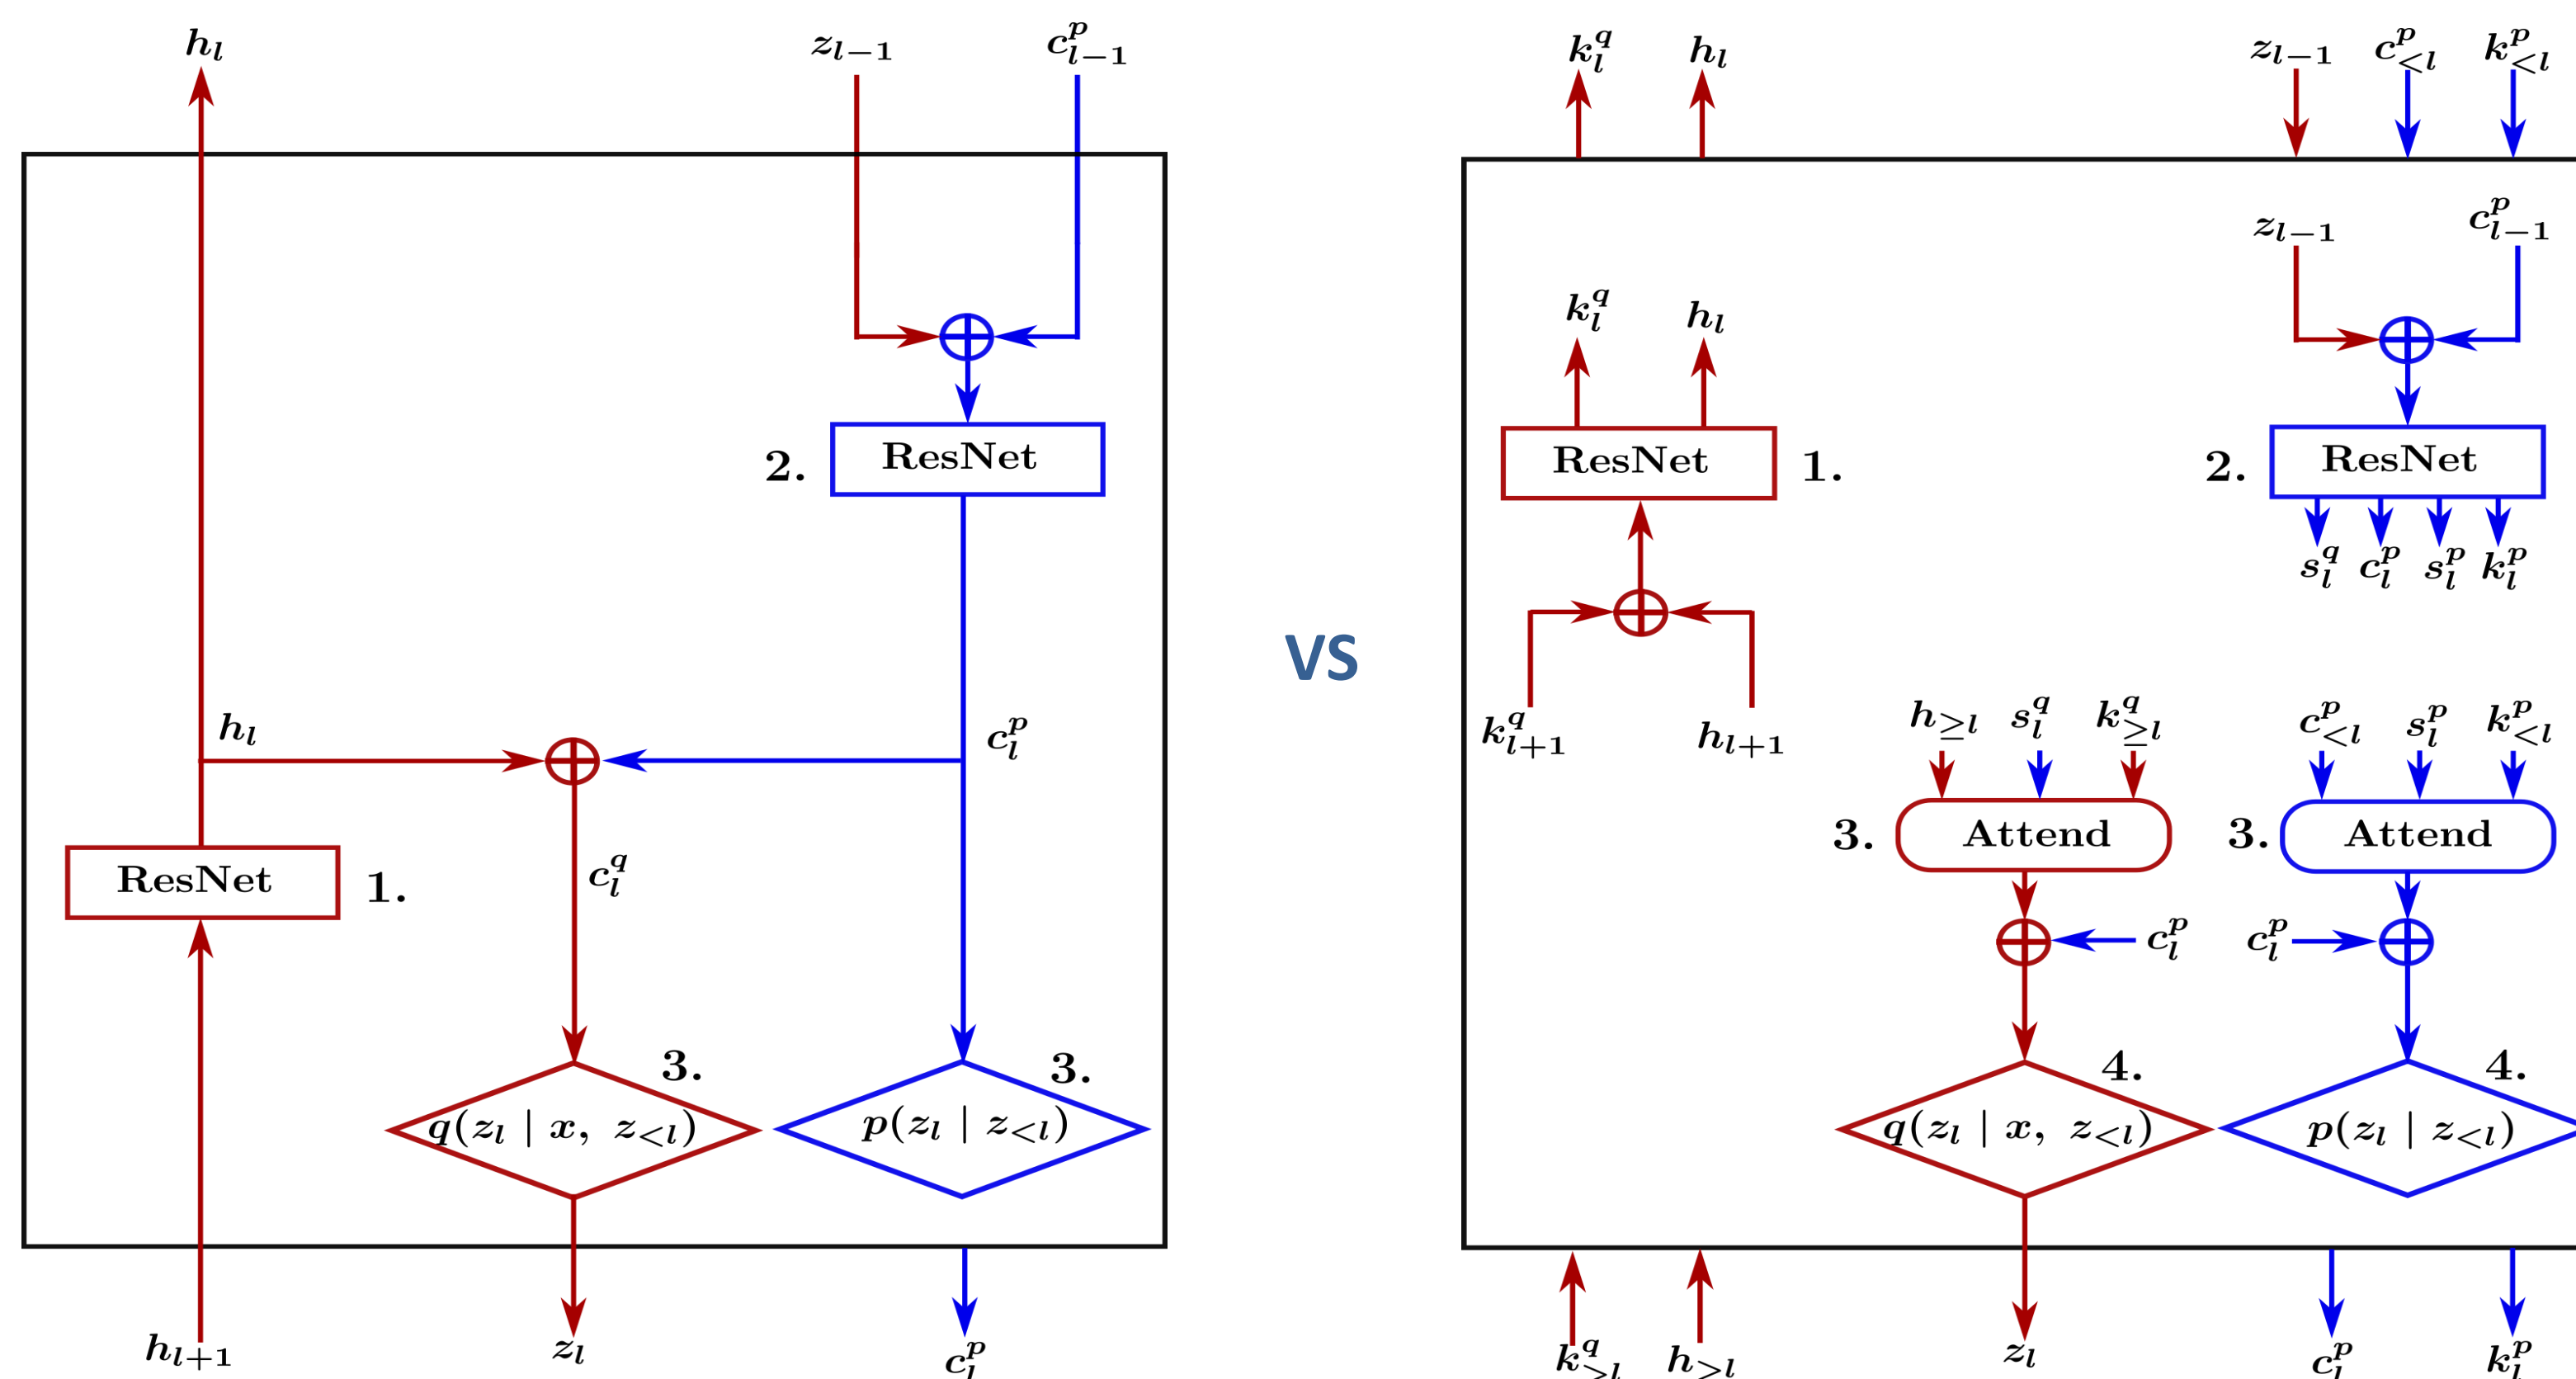 h_l
z_{l-1}
c^p_{l-1}
2. ResNet
h_l
c^p_l
c^q_l
ResNet 1.
3.
3.
q(z_l | x, z_{<l})
p(z_l | z_{<l})
h_{l+1}
z_l
c^p_l
VS
k^q_l
h_l
z_{l-1}
c^p_{<l}
k^p_{<l}
z_{l-1}
c^p_{l-1}
k^q_l
h_l
ResNet 1.
2. ResNet
s^q_l c^p_l s^p_l k^p_l
k^q_{l+1}
h_{l+1}
h_{≥l} s^q_l k^q_{≥l}
c^p_{<l} s^p_l k^p_{<l}
3. Attend
3. Attend
c^p_l
c^p_l
4.
4.
q(z_l | x, z_{<l})
p(z_l | z_{<l})
k^q_{>l}
h_{>l}
z_l
c^p_l
k^p_l